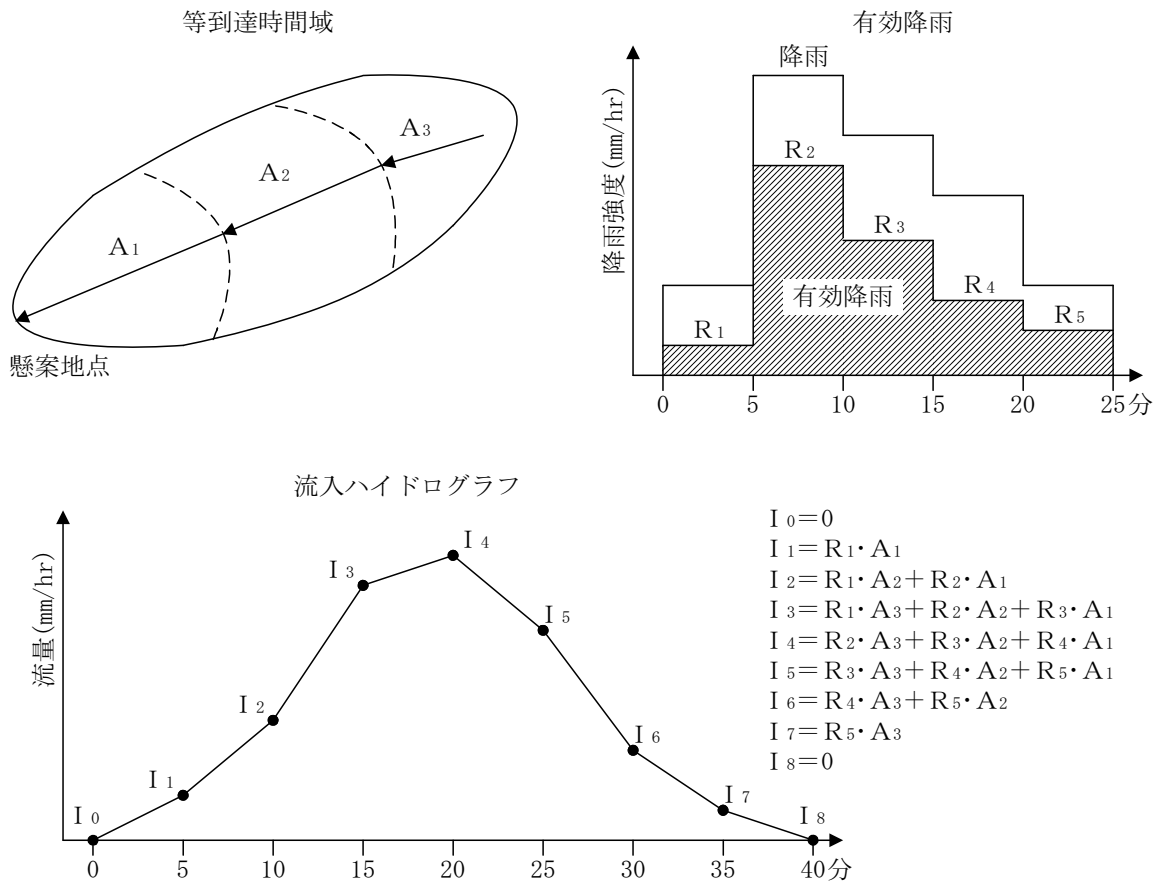 等到達時間域
A1
A2
A3
懸案地点
有効降雨
降雨強度(mm/hr)
降雨
R1
R2
R3
R4
R5
有効降雨
0 5 10 15 20 25分
流入ハイドログラフ
流量(mm/hr)
I0
I1
I2
I3
I4
I5
I6
I7
I8
0 5 10 15 20 25 30 35 40分
I0=0
I1=R1・A1
I2=R1・A2+R2・A1
I3=R1・A3+R2・A2+R3・A1
I4=R2・A3+R3・A2+R4・A1
I5=R3・A3+R4・A2+R5・A1
I6=R4・A3+R5・A2
I7=R5・A3
I8=0